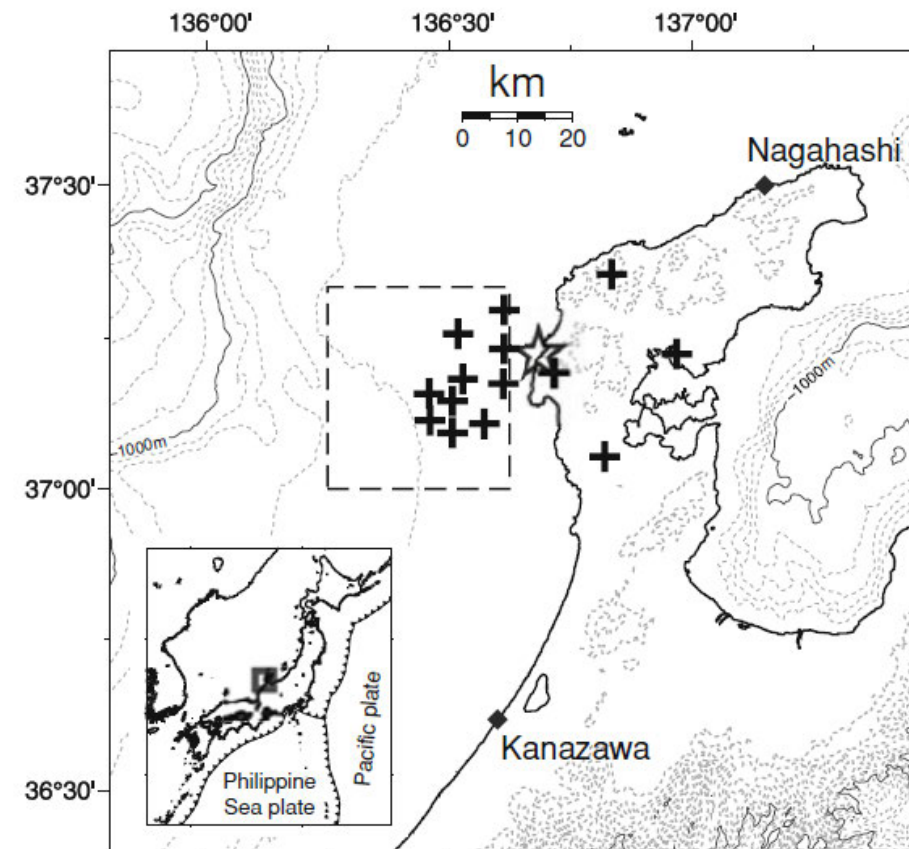 136°00'
136°30'
137°00'
km
0
10
20
Nagahashi
37°30'
1000m
1000m
37°00'
Kanazawa
Pacific plate
Philippine
Sea plate
36°30'